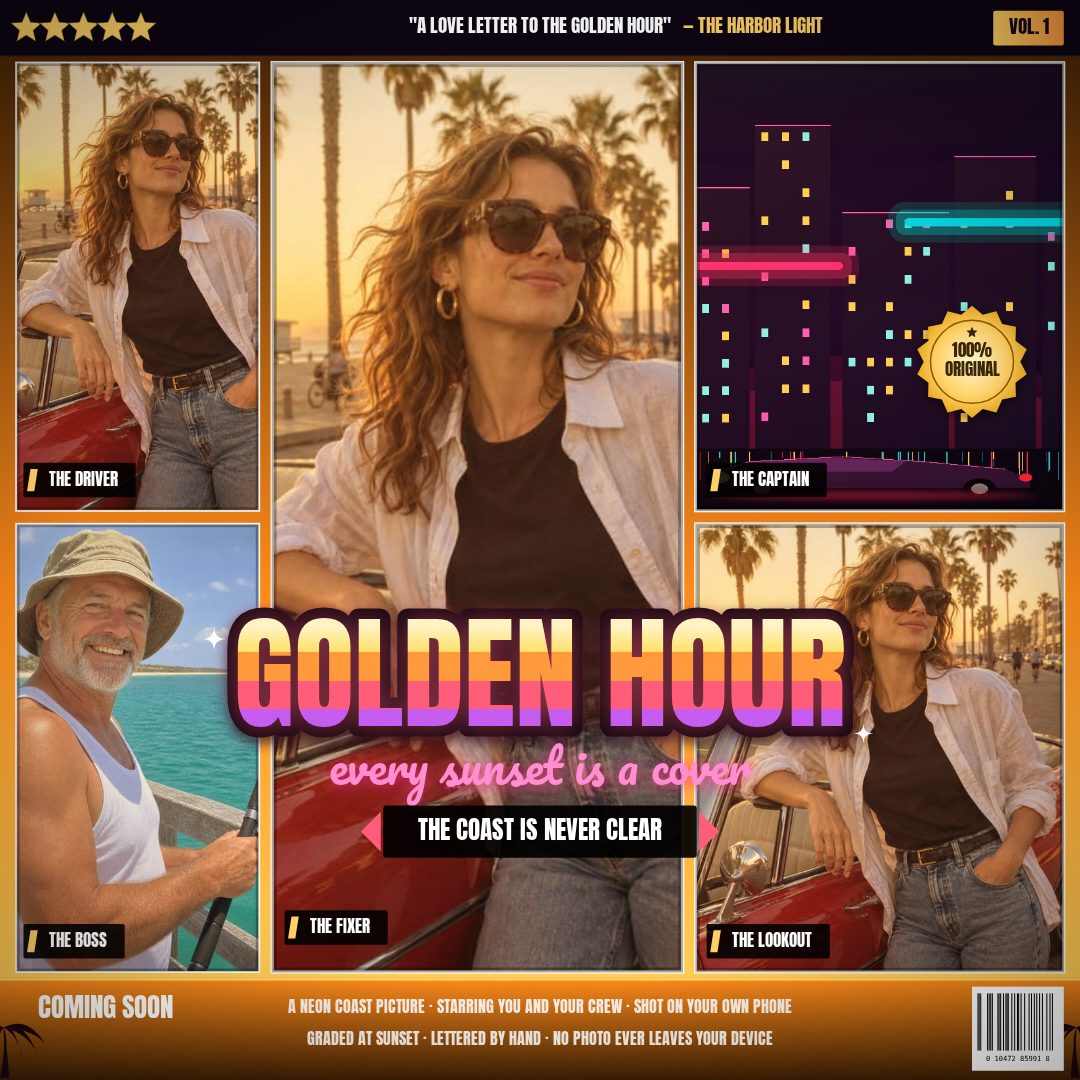 "A LOVE LETTER TO THE GOLDEN HOUR" – THE HARBOR LIGHT
VOL. 1
100%
ORIGINAL
THE DRIVER
THE CAPTAIN
GOLDEN HOUR
every sunset is a cover
THE COAST IS NEVER CLEAR
THE BOSS
THE FIXER
THE LOOKOUT
COMING SOON
A NEON COAST PICTURE · STARRING YOU AND YOUR CREW · SHOT ON YOUR OWN PHONE
GRADED AT SUNSET · LETTERED BY HAND · NO PHOTO EVER LEAVES YOUR DEVICE
0 10472 85991 8